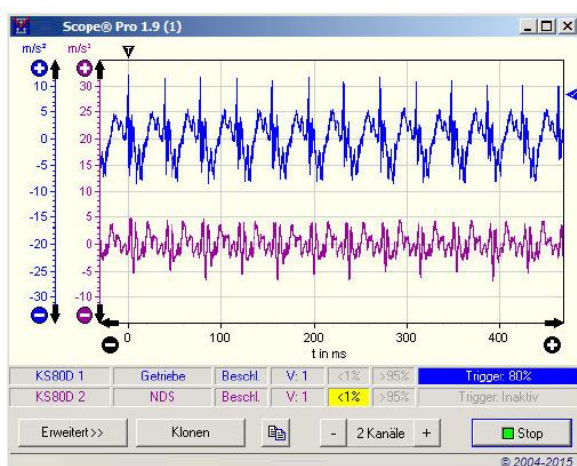 Scope® Pro 1.9 (1)
m/s² m/s²
T
10 30
5 25
0 20
-5 15
-10 10
-15 5
-20 0
-25 -5
-30 -10
0 100 200 300 400
t in ms
KS80D 1 Getriebe Beschl. V: 1 <1% >95% Trigger: 80%
KS80D 2 NDS Beschl. V: 1 <1% >95% Trigger: Inaktiv
Erweitert>> Klonen - 2 Kanäle + Stop
© 2004-2015